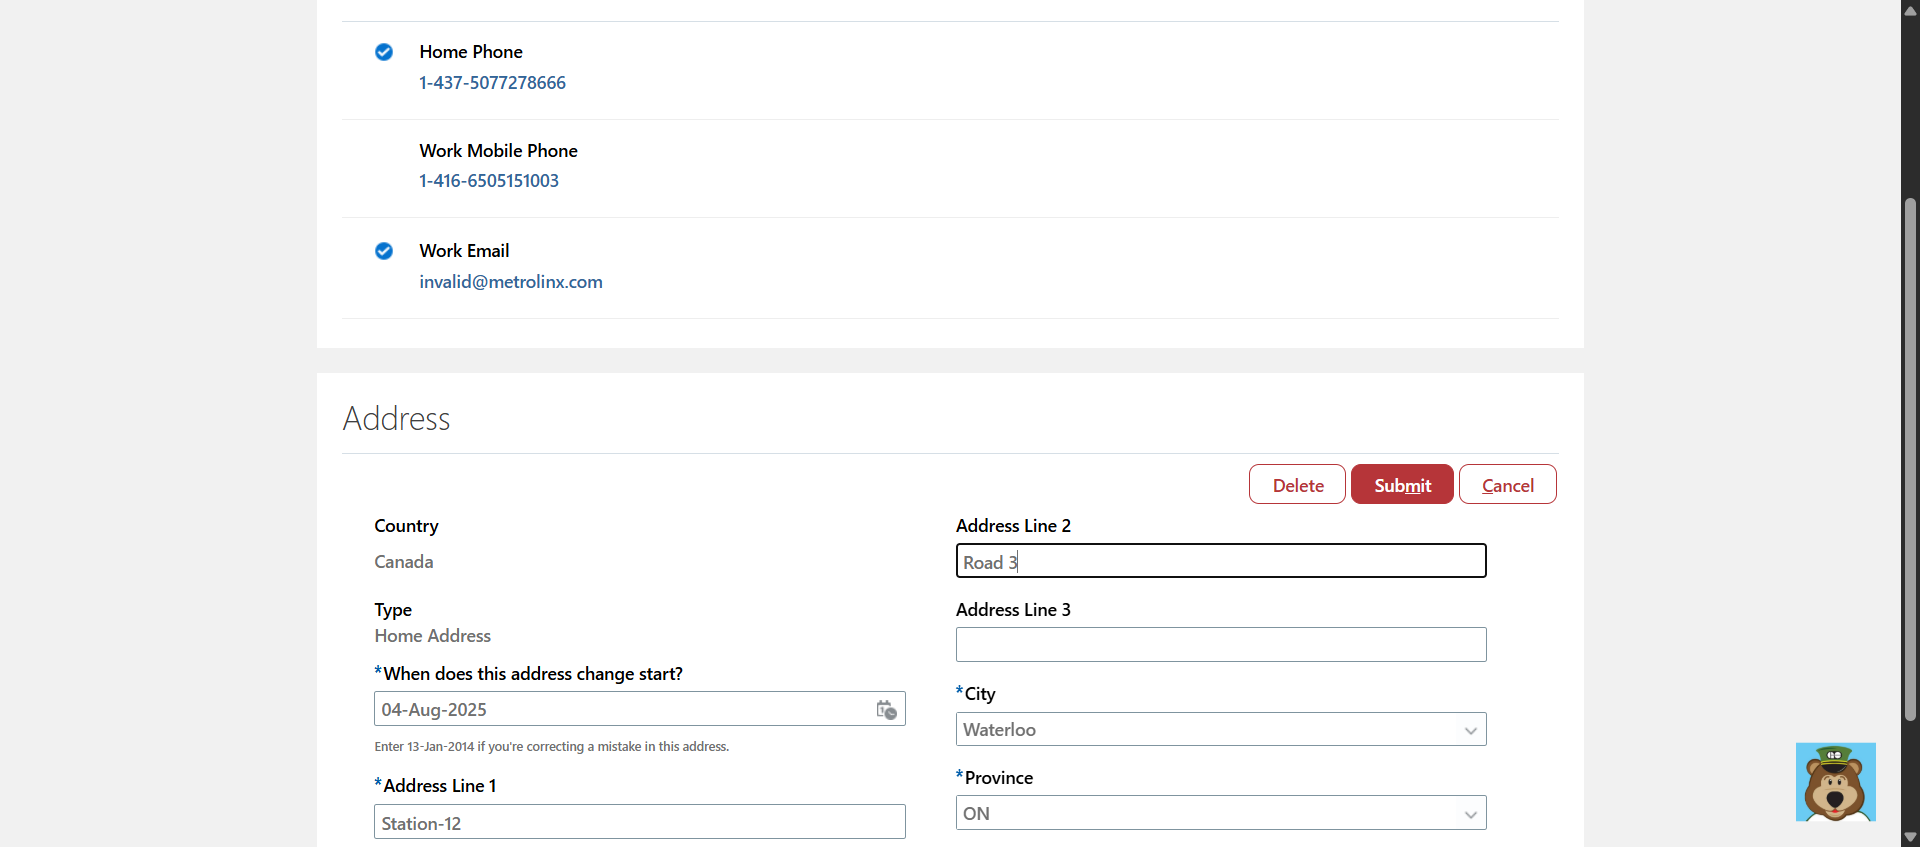 Home Phone
1-437-5077278666
Work Mobile Phone
1-416-6505151003
Work Email
invalid@metrolinx.com
Address
Delete
Submit
Cancel
Country
Canada
Type
Home Address
*When does this address change start?
04-Aug-2025
Enter 13-Jan-2014 if you're correcting a mistake in this address.
*Address Line 1
Station-12
Address Line 2
Road 3
Address Line 3
*City
Waterloo
*Province
ON